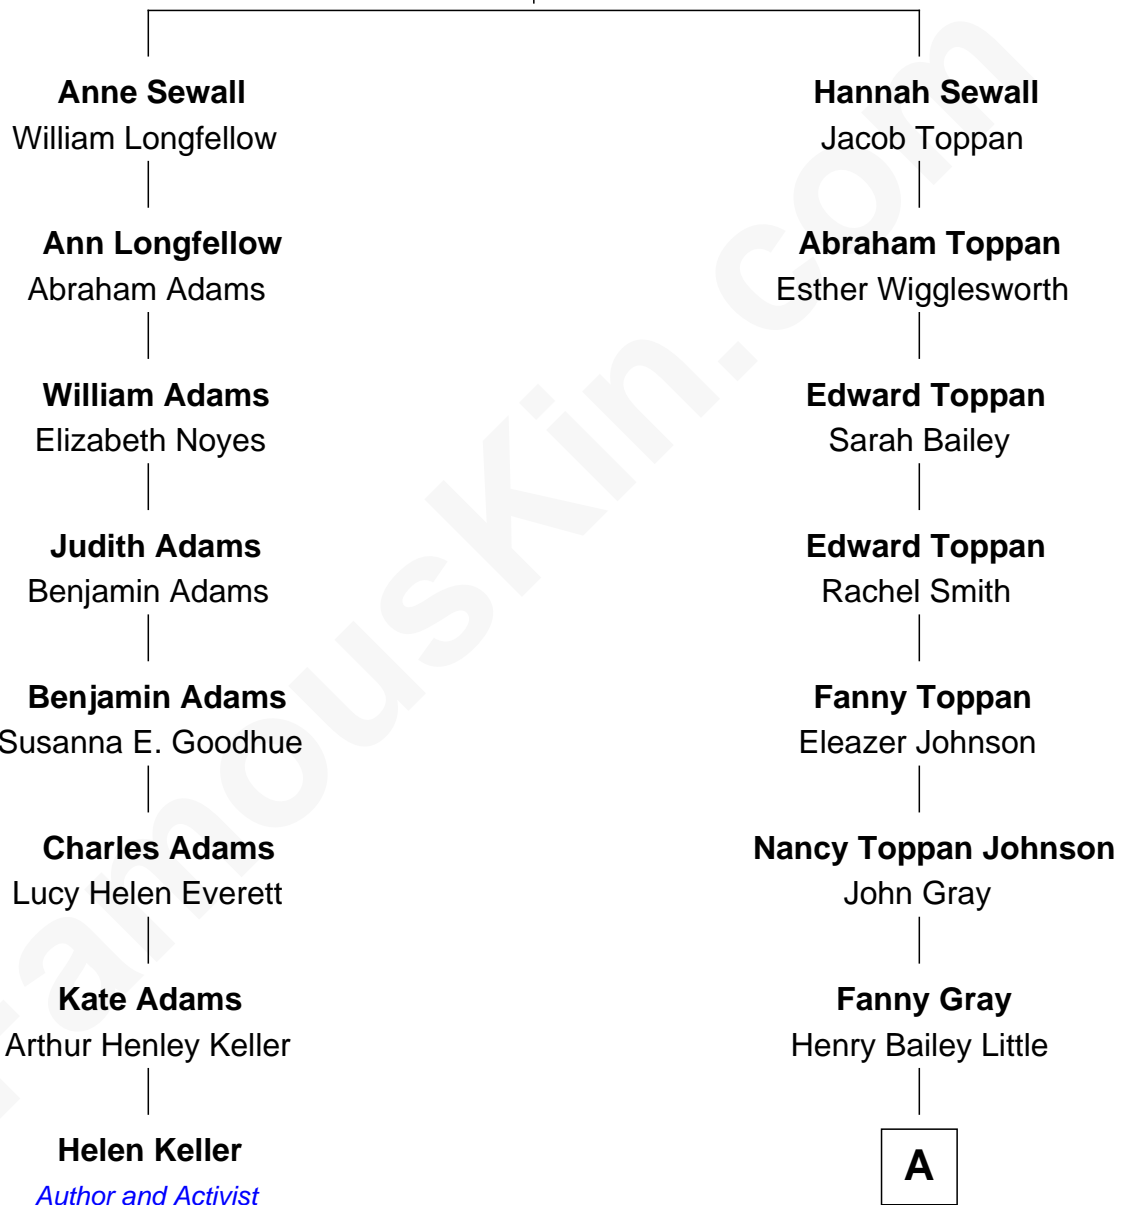 Anne Sewall
William Longfellow
Ann Longfellow
Abraham Adams
William Adams
Elizabeth Noyes
Judith Adams
Benjamin Adams
Benjamin Adams
Susanna E. Goodhue
Charles Adams
Lucy Helen Everett
Kate Adams
Arthur Henley Keller
Helen Keller
Author and Activist
Hannah Sewall
Jacob Toppan
Abraham Toppan
Esther Wigglesworth
Edward Toppan
Sarah Bailey
Edward Toppan
Rachel Smith
Fanny Toppan
Eleazer Johnson
Nancy Toppan Johnson
John Gray
Fanny Gray
Henry Bailey Little
A
FamousKin.com